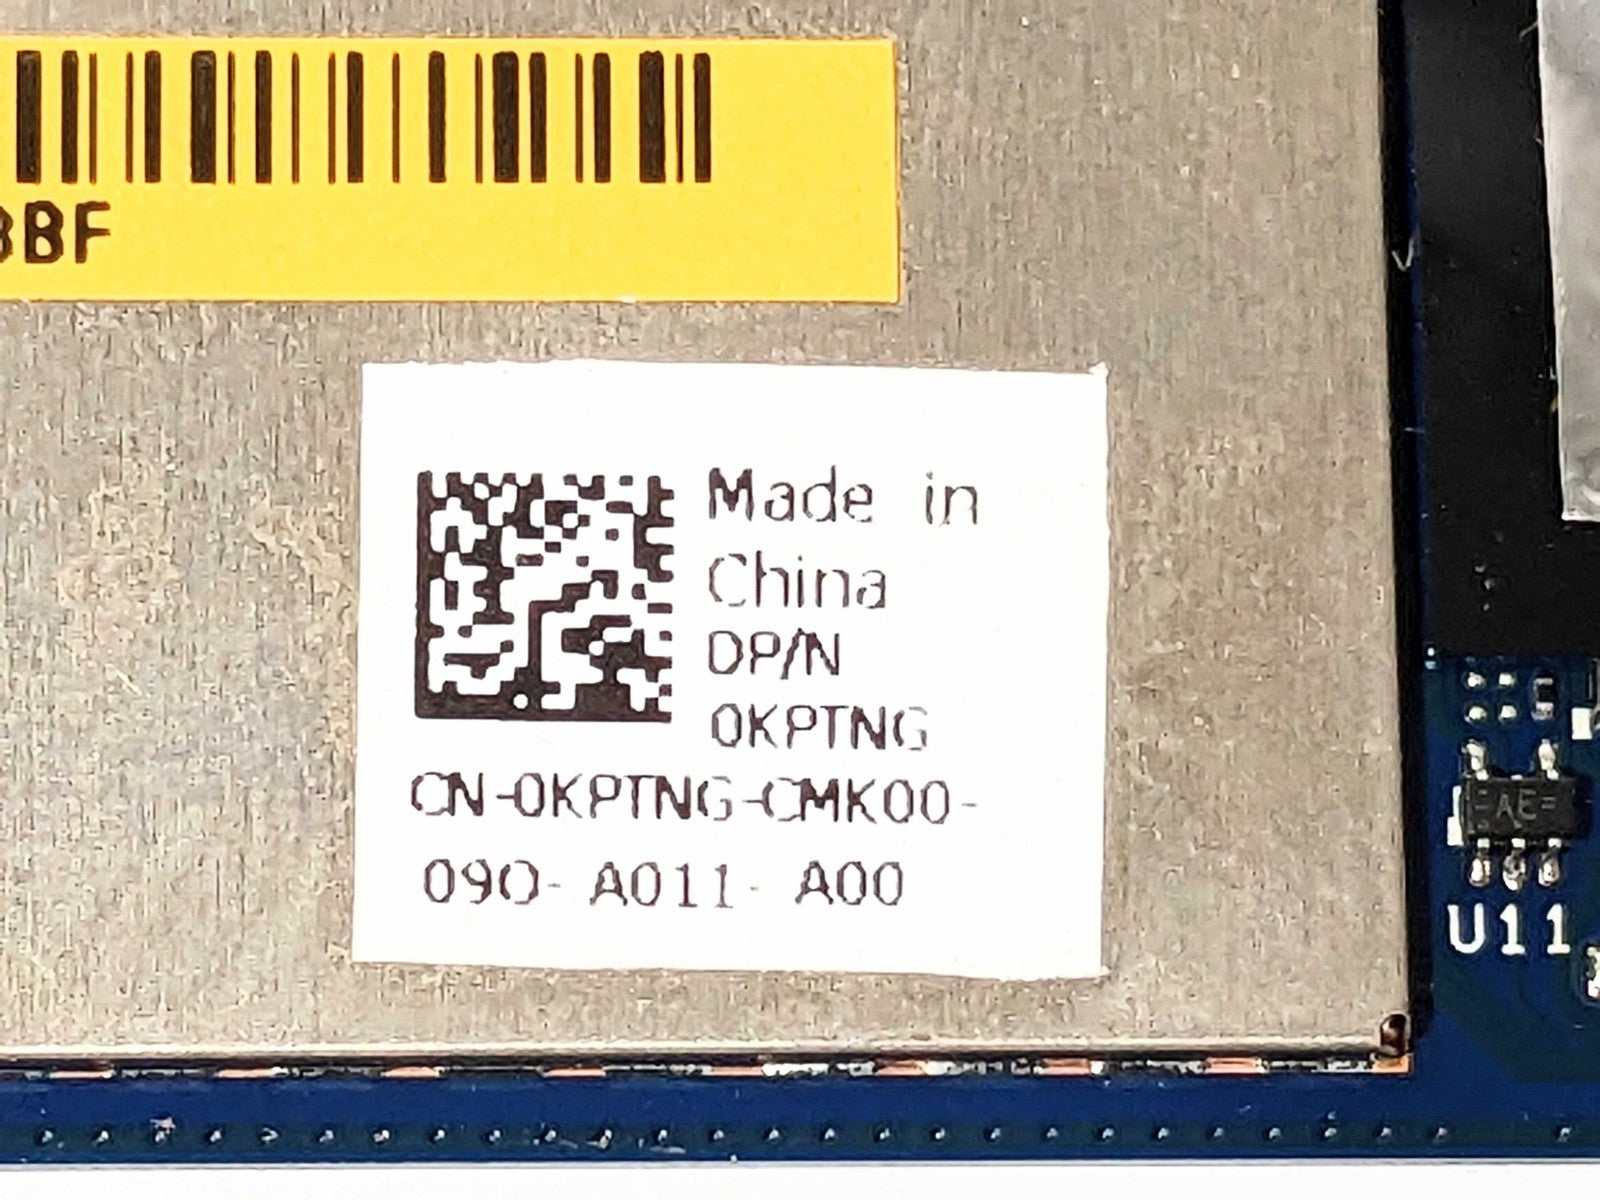 BBF
Made in
China
DP/N
0KPTNG
CN-0KPTNG-CMK00-
090-A011-A00
AE
U11